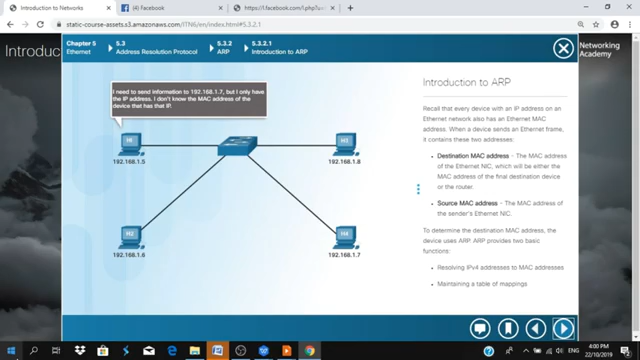 Introduction to Networks
(4) Facebook
https://l.facebook.com/l.php?u=
static-course-assets.s3.amazonaws.com/ITN6/en/index.html#5.3.2.1
Chapter 5
Ethernet
5.3
Address Resolution Protocol
5.3.2
ARP
5.3.2.1
Introduction to ARP
Networking
Academy
I need to send information to 192.168.1.7, but I only have
the IP address. I don't know the MAC address of the
device that has that IP.
H1
192.168.1.5
H3
192.168.1.8
H2
192.168.1.6
H4
192.168.1.7
Introduction to ARP
Recall that every device with an IP address on an
Ethernet network also has an Ethernet MAC
address. When a device sends an Ethernet frame,
it contains these two addresses:
• Destination MAC address - The MAC address
of the Ethernet NIC, which will be either the
MAC address of the final destination device
or the router.
• Source MAC address - The MAC address of
the sender's Ethernet NIC.
To determine the destination MAC address, the
device uses ARP. ARP provides two basic
functions:
• Resolving IPv4 addresses to MAC addresses
• Maintaining a table of mappings
ENG
4:00 PM
22/10/2019